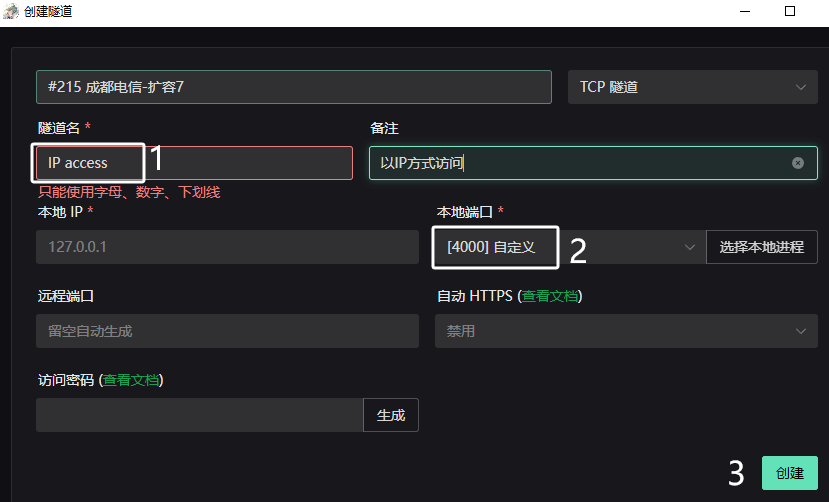 创建隧道
#215 成都电信-扩容7
TCP 隧道
隧道名 *
备注
IP access
1
以IP方式访问
只能使用字母、数字、下划线
本地 IP *
本地端口 *
127.0.0.1
[4000] 自定义
2
选择本地进程
远程端口
自动 HTTPS (查看文档)
留空自动生成
禁用
访问密码 (查看文档)
生成
3
创建